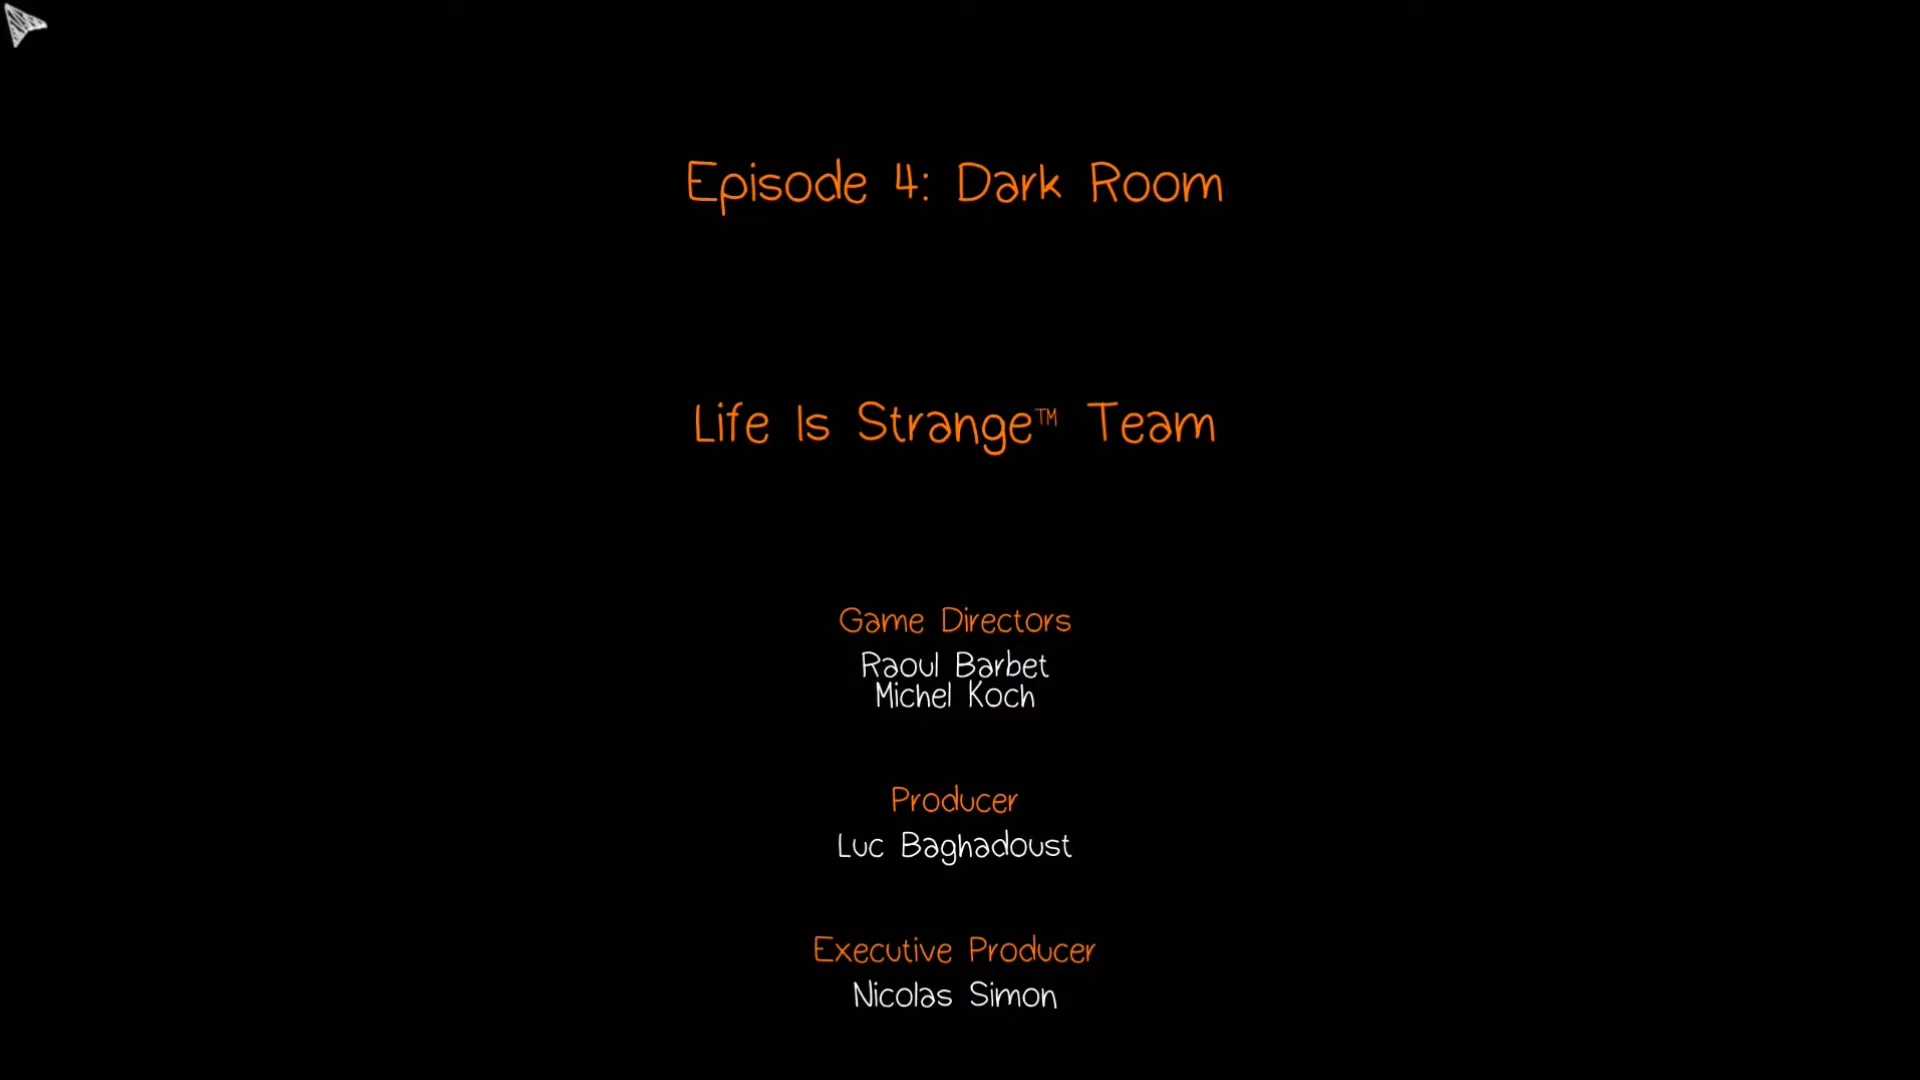 Episode 4: Dark Room
Life Is Strange™ Team
Game Directors
Raoul Barbet
Michel Koch
Producer
Luc Baghadoust
Executive Producer
Nicolas Simon